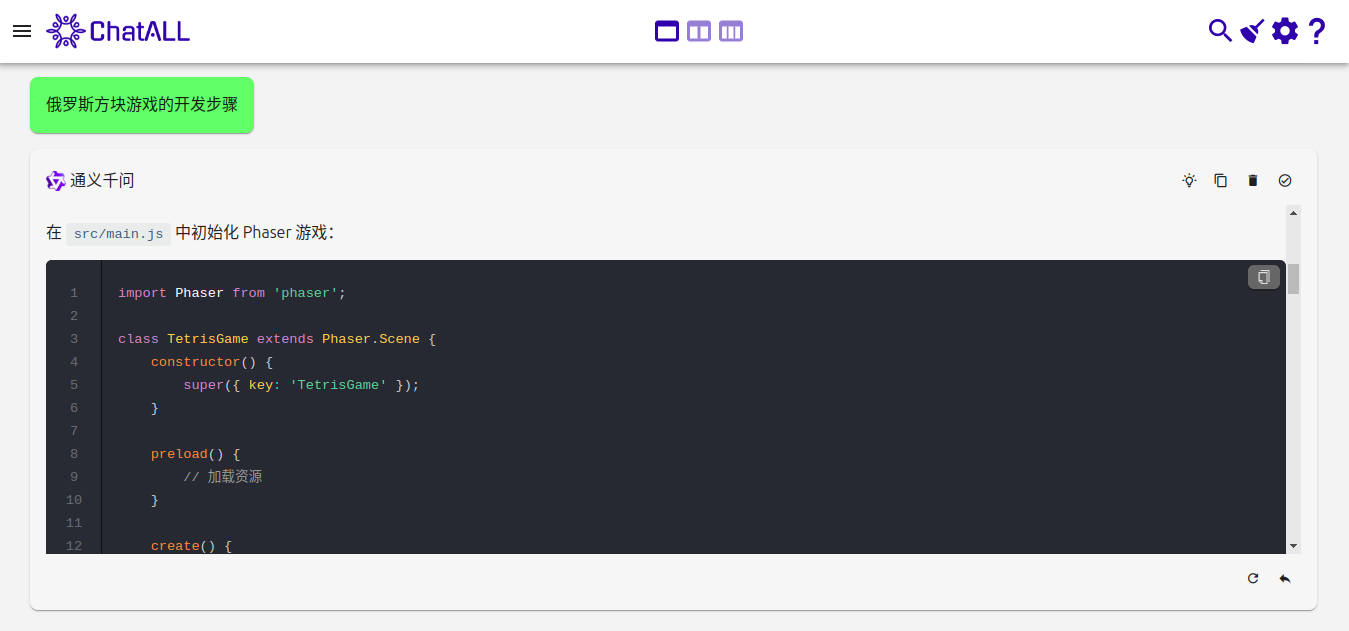 ChatALL
俄罗斯方块游戏的开发步骤
通义千问
在 src/main.js 中初始化 Phaser 游戏：
1 import Phaser from 'phaser';
2
3 class TetrisGame extends Phaser.Scene {
4     constructor() {
5         super({ key: 'TetrisGame' });
6     }
7
8     preload() {
9         // 加载资源
10     }
11
12     create() {